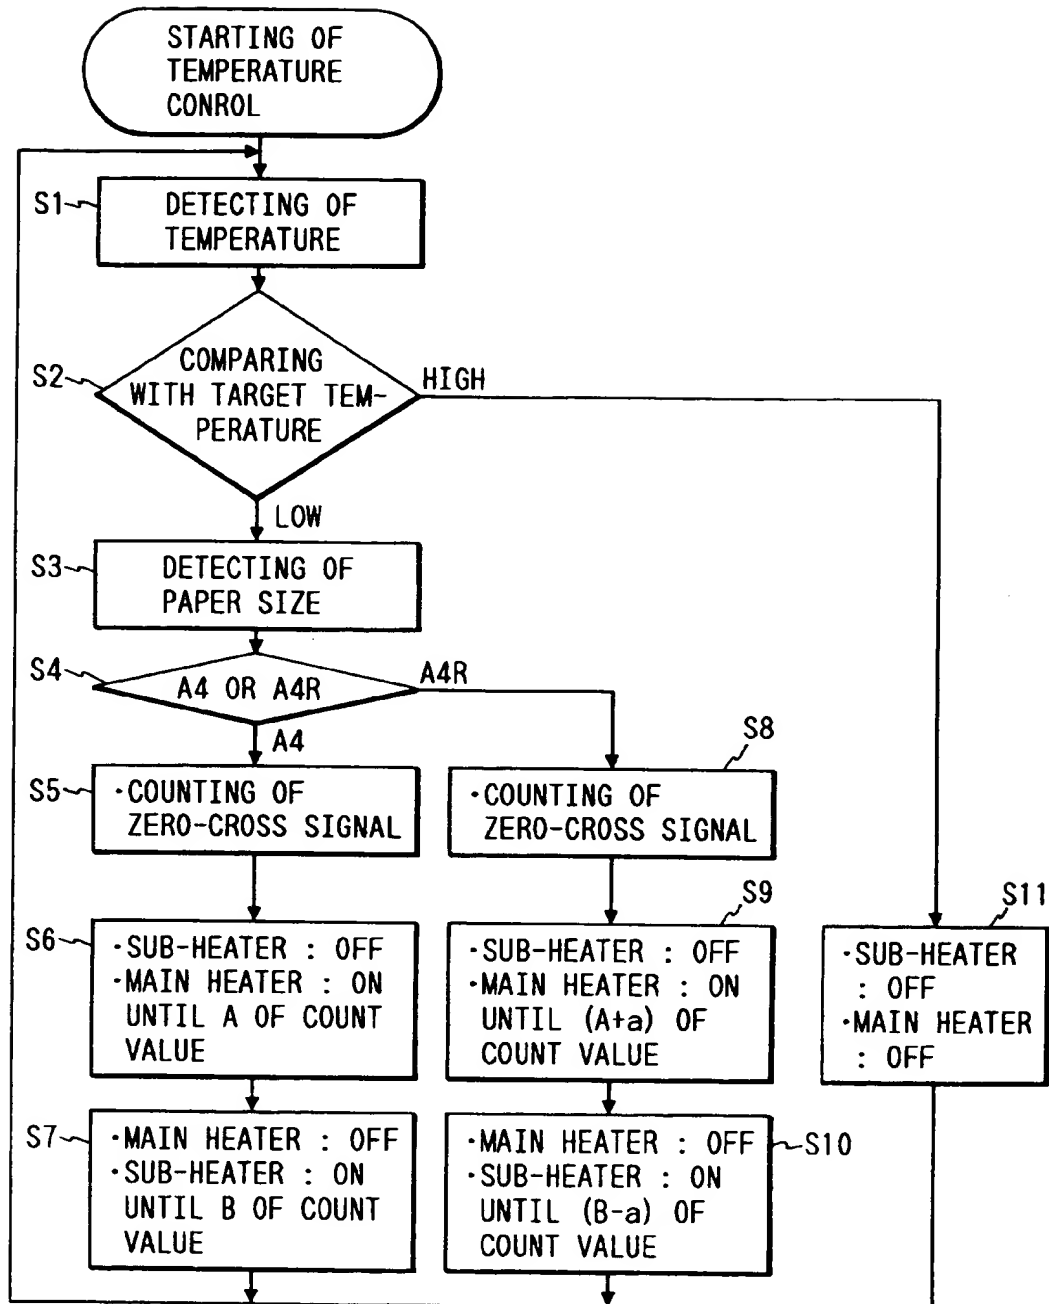 STARTING OF
TEMPERATURE
CONROL
S1
DETECTING OF
TEMPERATURE
S2
COMPARING
WITH TARGET TEM-
PERATURE
HIGH
LOW
S3
DETECTING OF
PAPER SIZE
S4
A4 OR A4R
A4R
A4
S5
·COUNTING OF
ZERO-CROSS SIGNAL
S8
·COUNTING OF
ZERO-CROSS SIGNAL
S6
·SUB-HEATER : OFF
·MAIN HEATER : ON
UNTIL A OF COUNT
VALUE
S9
·SUB-HEATER : OFF
·MAIN HEATER : ON
UNTIL (A+a) OF
COUNT VALUE
S11
·SUB-HEATER
: OFF
·MAIN HEATER
: OFF
S7
·MAIN HEATER : OFF
·SUB-HEATER : ON
UNTIL B OF COUNT
VALUE
S10
·MAIN HEATER : OFF
·SUB-HEATER : ON
UNTIL (B-a) OF
COUNT VALUE